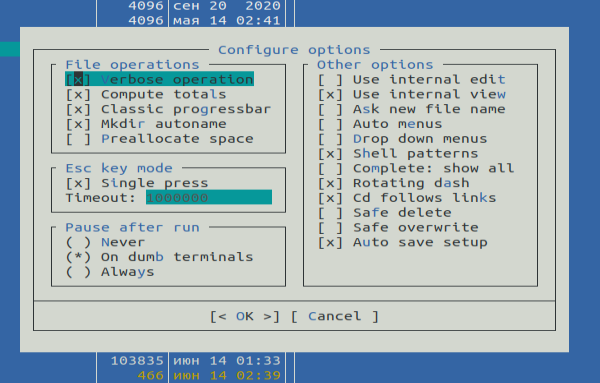 4096 сен 20 2020
4096 мая 14 02:41
Configure options
File operations
[x] Verbose operation
[x] Compute totals
[x] Classic progressbar
[x] Mkdir autoname
[ ] Preallocate space
Esc key mode
[x] Single press
Timeout: 1000000
Pause after run
( ) Never
(*) On dumb terminals
( ) Always
Other options
[ ] Use internal edit
[x] Use internal view
[ ] Ask new file name
[ ] Auto menus
[ ] Drop down menus
[x] Shell patterns
[ ] Complete: show all
[x] Rotating dash
[x] Cd follows links
[ ] Safe delete
[ ] Safe overwrite
[x] Auto save setup
[< OK >] [ Cancel ]
103835 июн 14 01:33
466 июн 14 02:39